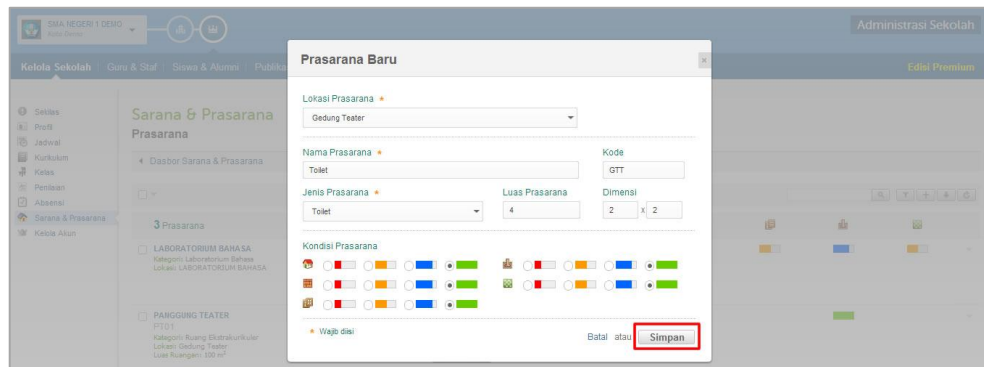 SMA NEGERI 1 DEMO
Administrasi Sekolah
Kelola Sekolah
Guru & Staf
Siswa & Alumni
Edisi Premium
Sekilas
Profil
Jadwal
Kurikulum
Kelas
Penilaian
Absensi
Sarana & Prasarana
Kelola Akun
Sarana & Prasarana
Prasarana
Dasbor Sarana & Prasarana
3 Prasarana
LABORATORIUM BAHASA
Kategori: Laboratorium Bahasa
Lokasi: LABORATORIUM BAHASA
PANGGUNG TEATER
PT01
Kategori: Ruang Ekstrakurikuler
Lokasi: Gedung Teater
Luas Ruangan: 100 m²
Prasarana Baru
x
Lokasi Prasarana *
Gedung Teater
Nama Prasarana * Kode
Toilet GTT
Jenis Prasarana * Luas Prasarana Dimensi
Toilet 4 2 x 2
Kondisi Prasarana
* Wajib diisi
Batal atau Simpan